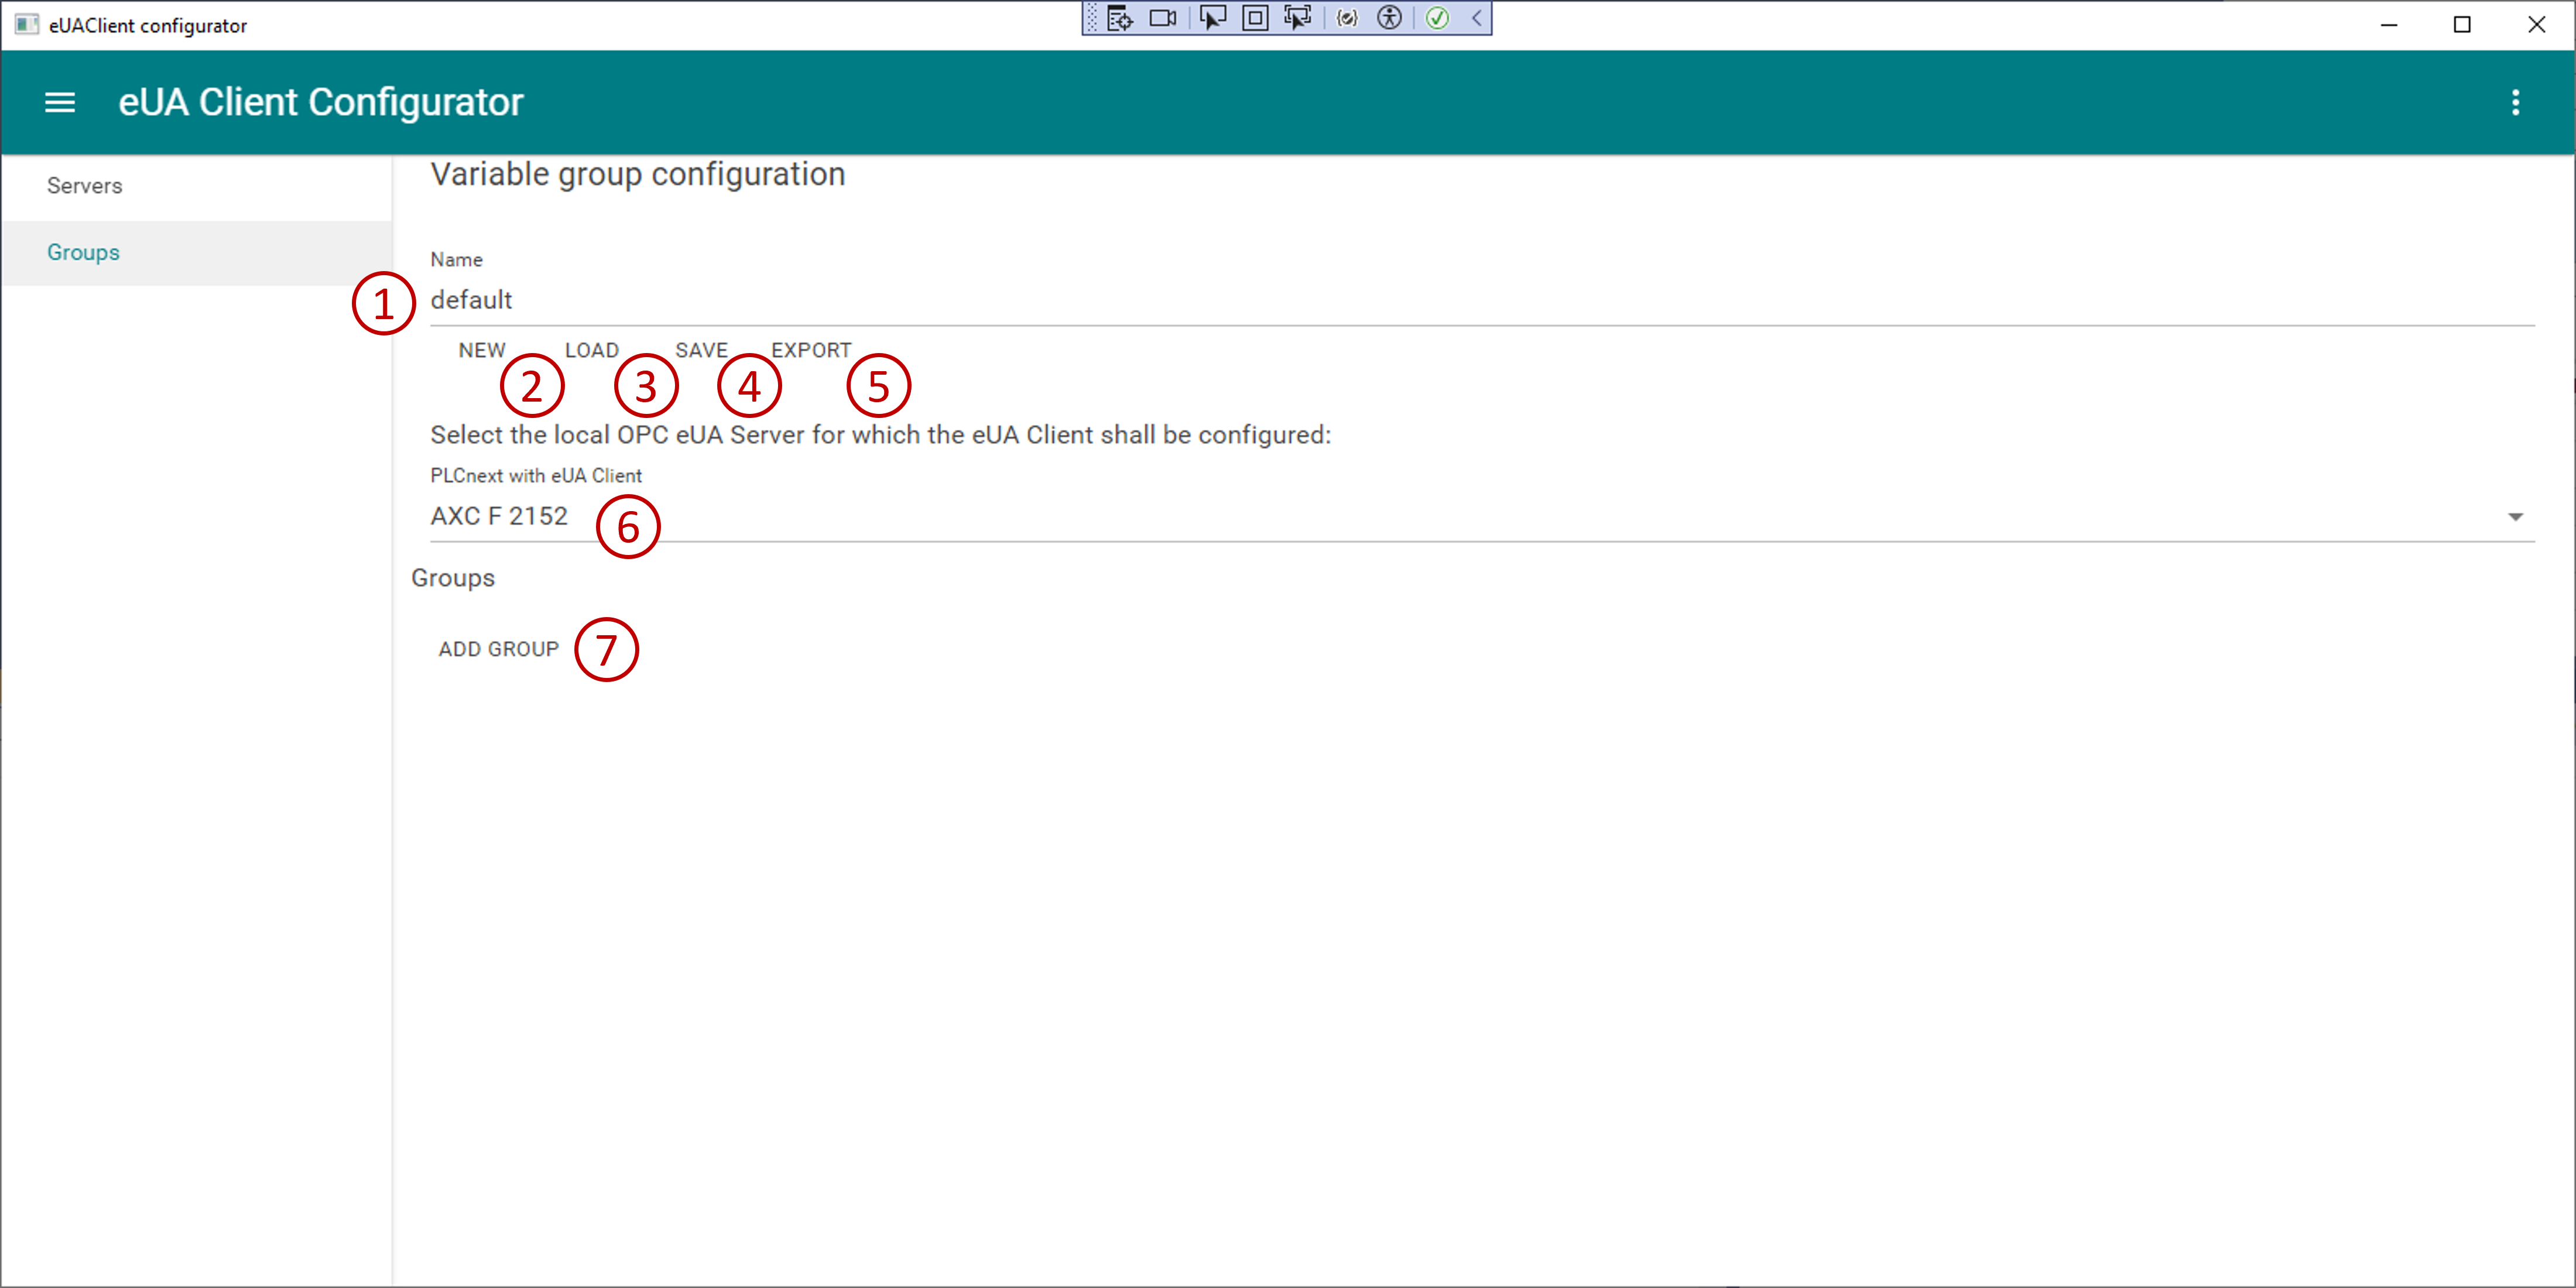 eUAClient configurator
eUA Client Configurator
Servers
Groups
Variable group configuration
Name
1 default
NEW LOAD SAVE EXPORT
2 3 4 5
Select the local OPC eUA Server for which the eUA Client shall be configured:
PLCnext with eUA Client
AXC F 2152 6
Groups
ADD GROUP 7